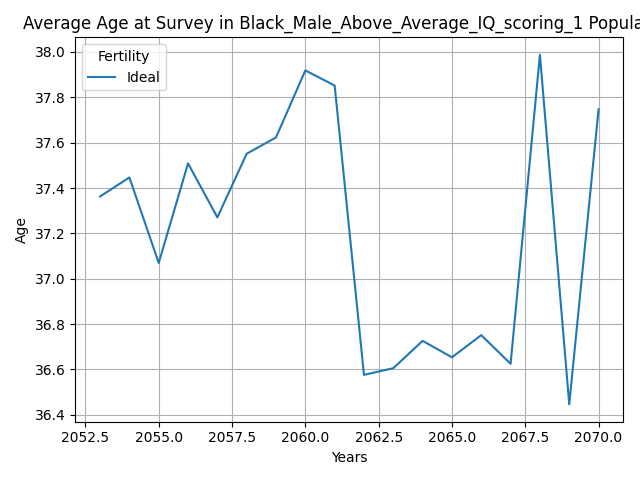 Average Age at Survey in Black_Male_Above_Average_IQ_scoring_1 Popula
Fertility
Ideal
38.0
37.8
37.6
37.4
37.2
37.0
36.8
36.6
36.4
Age
2052.5 2055.0 2057.5 2060.0 2062.5 2065.0 2067.5 2070.0
Years